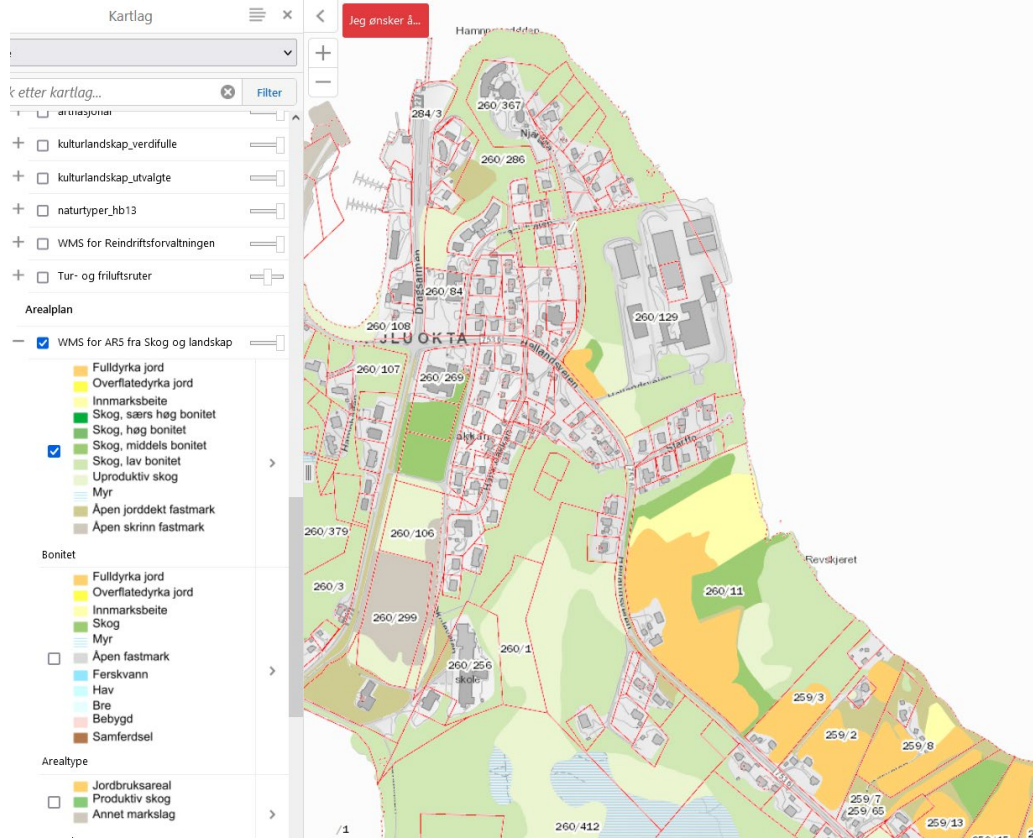 Kartlag
Jeg ønsker å...
k etter kartlag...
Filter
artnasjonal
kulturlandskap_verdifulle
kulturlandskap_utvalgte
naturtyper_hb13
WMS for Reindriftsforvaltningen
Tur- og friluftsruter
Arealplan
WMS for AR5 fra Skog og landskap
Fulldyrka jord
Overflatedyrka jord
Innmarksbeite
Skog, særs høg bonitet
Skog, høg bonitet
Skog, middels bonitet
Skog, lav bonitet
Uproduktiv skog
Myr
Åpen jorddekt fastmark
Åpen skrinn fastmark
Bonitet
Fulldyrka jord
Overflatedyrka jord
Innmarksbeite
Skog
Myr
Åpen fastmark
Ferskvann
Hav
Bre
Bebygd
Samferdsel
Arealtype
Jordbruksareal
Produktiv skog
Annet markslag
260/367
284/3
260/286
Dragsarmen
260/84
260/108
260/129
JLUOKTA
7516
260/107
260/269
260/379
260/106
260/11
Revskjeret
260/3
260/299
260/1
260/256
skole
259/3
259/2
259/8
259/7
259/65
259/13
/1
260/412